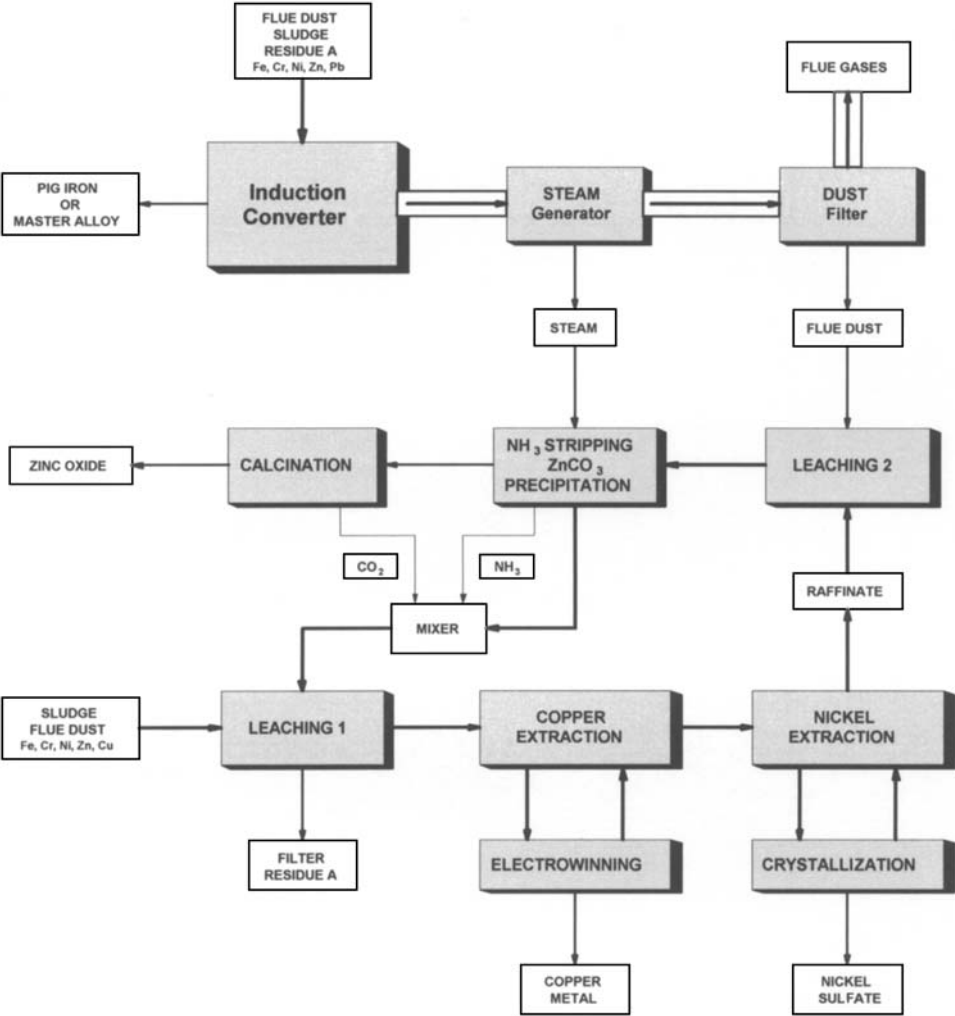 FLUE DUST
SLUDGE
RESIDUE A
Fe, Cr, Ni, Zn, Pb
FLUE GASES
PIG IRON
OR
MASTER ALLOY
Induction
Converter
STEAM
Generator
DUST
Filter
STEAM
FLUE DUST
ZINC OXIDE
CALCINATION
NH3 STRIPPING
ZnCO3
PRECIPITATION
LEACHING 2
CO2
NH3
RAFFINATE
MIXER
SLUDGE
FLUE DUST
Fe, Cr, Ni, Zn, Cu
LEACHING 1
COPPER
EXTRACTION
NICKEL
EXTRACTION
FILTER
RESIDUE A
ELECTROWINNING
CRYSTALLIZATION
COPPER
METAL
NICKEL
SULFATE